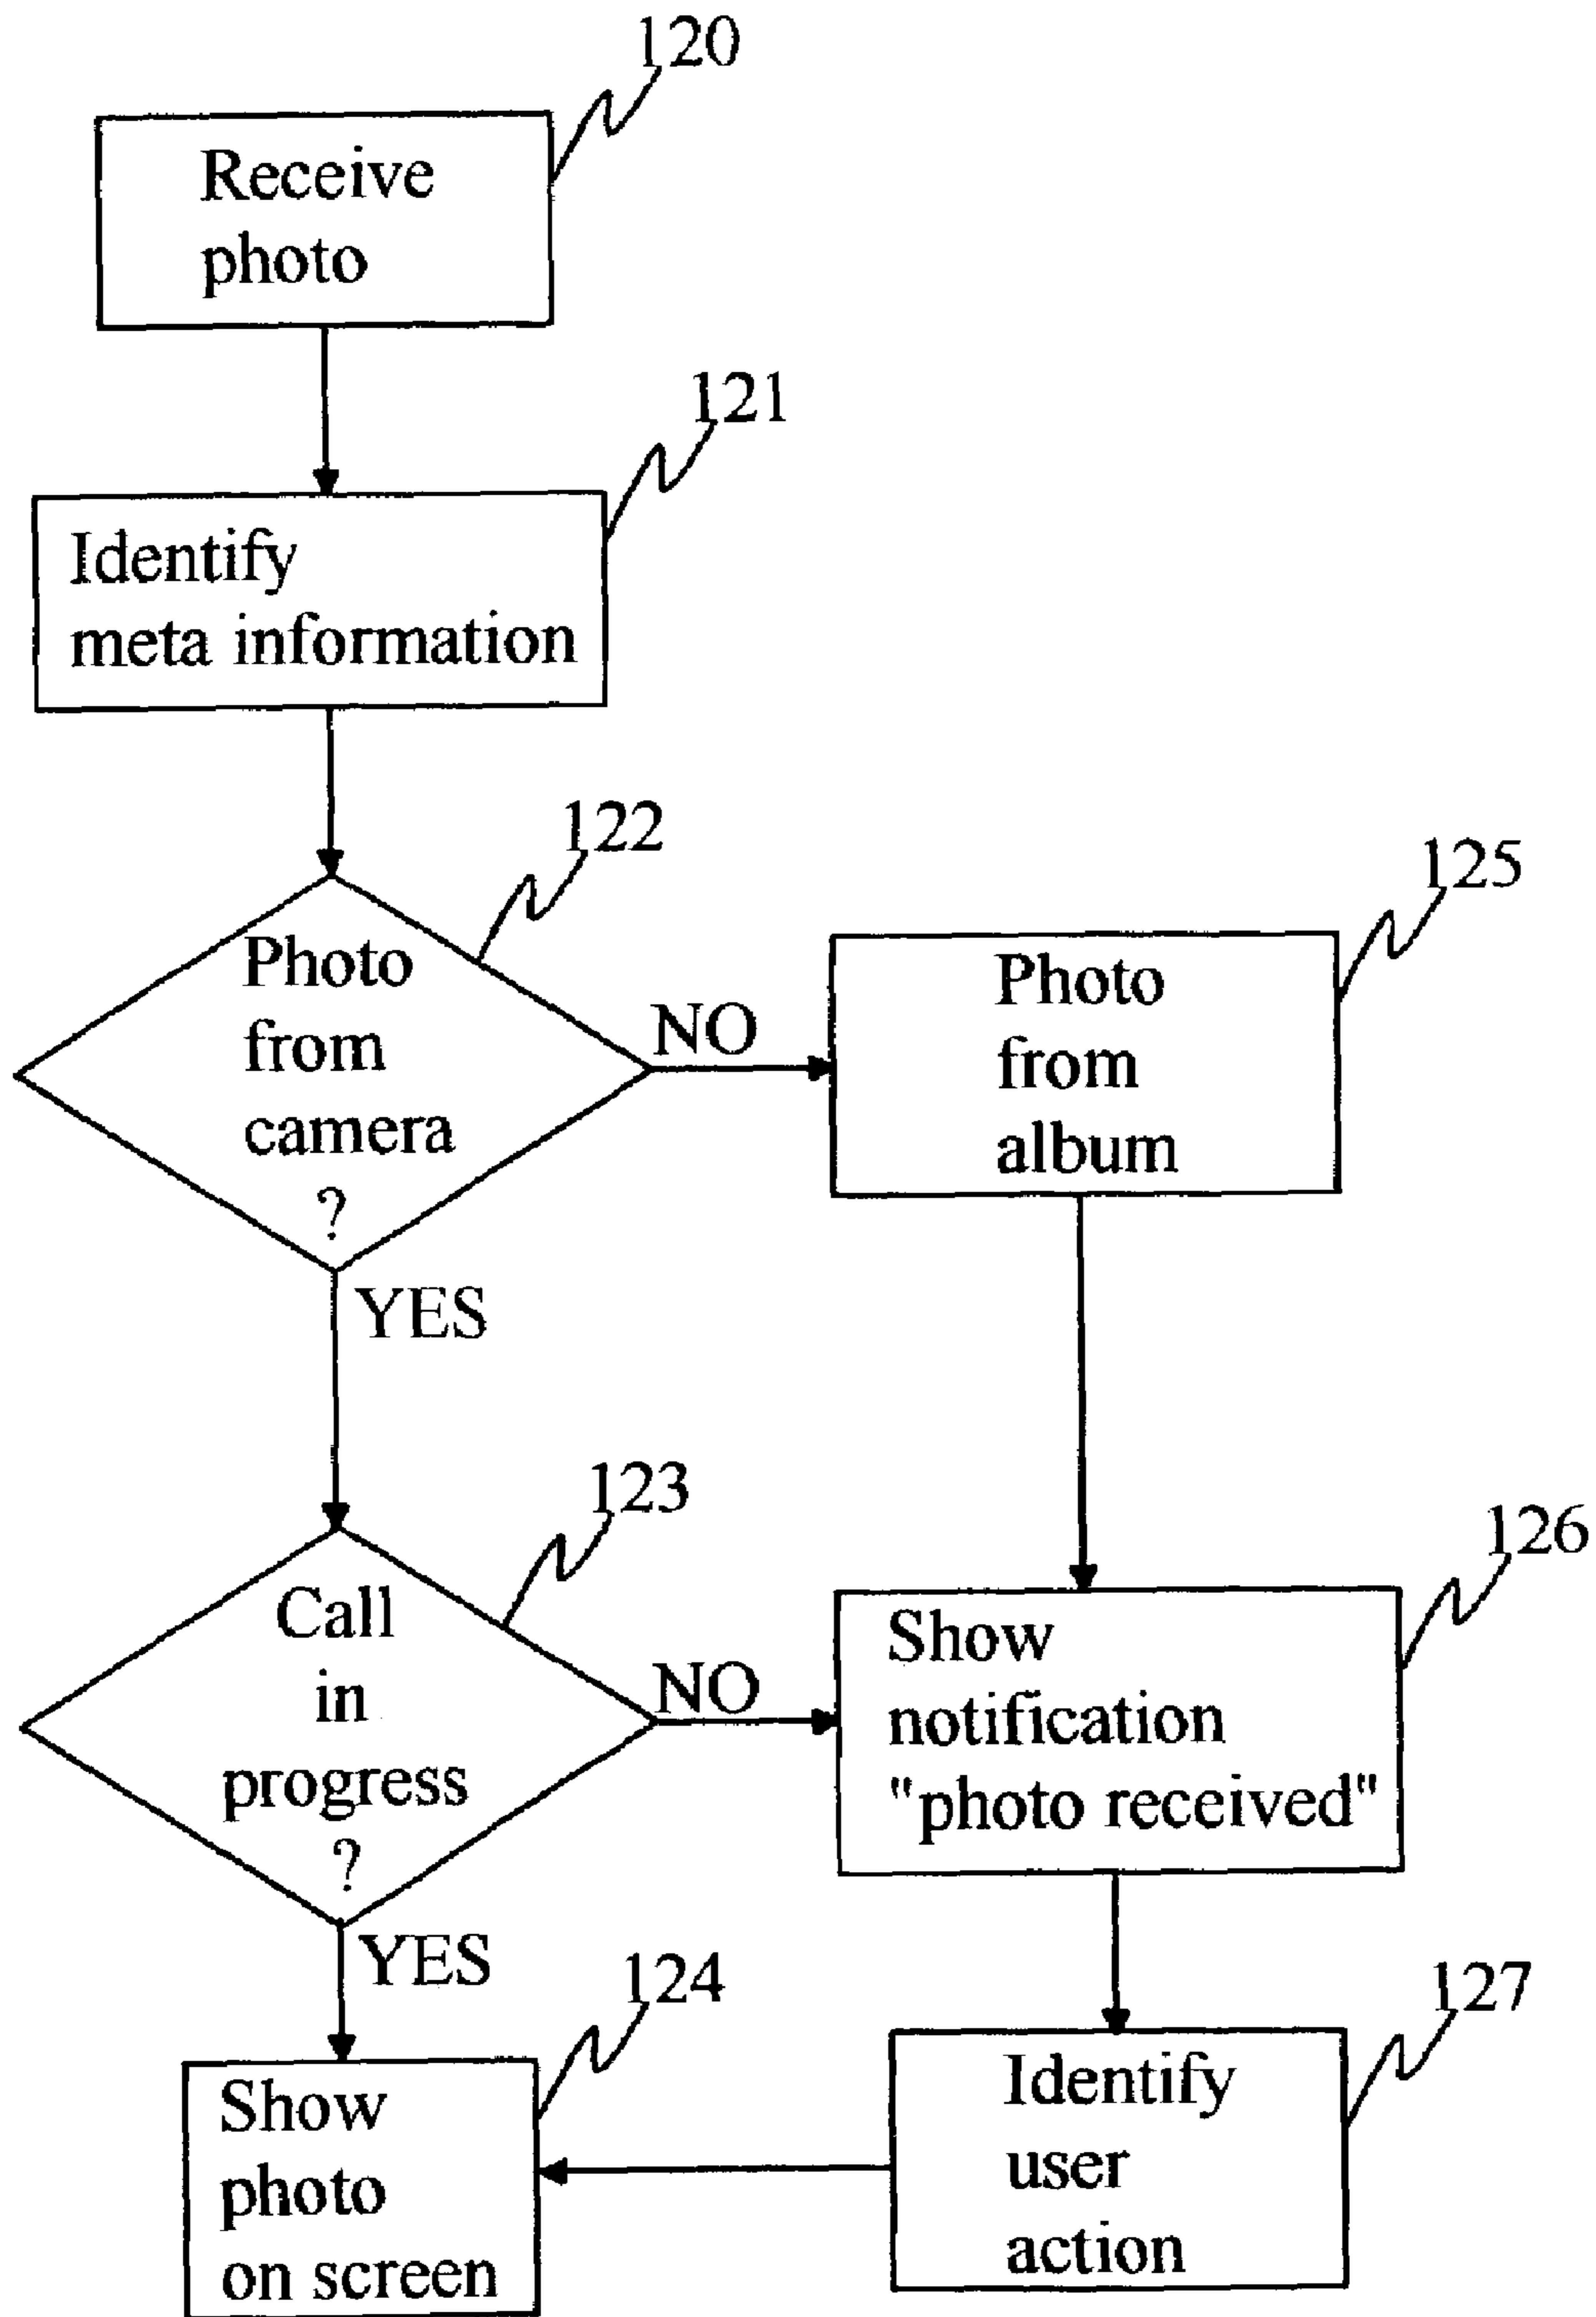 120
Receive
photo
121
Identify
meta information
122
Photo
from
camera
?
NO
YES
125
Photo
from
album
123
Call
in
progress
?
NO
YES
126
Show
notification
"photo received"
124
Show
photo
on screen
127
Identify
user
action